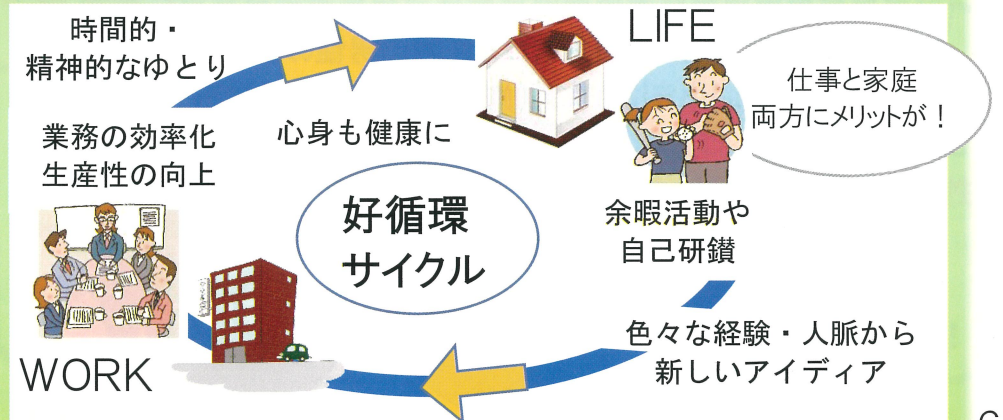 時間的・
精神的なゆとり
LIFE
仕事と家庭
両方にメリットが！
業務の効率化
生産性の向上
心身も健康に
好循環
サイクル
余暇活動や
自己研鑚
色々な経験・人脈から
新しいアイディア
WORK